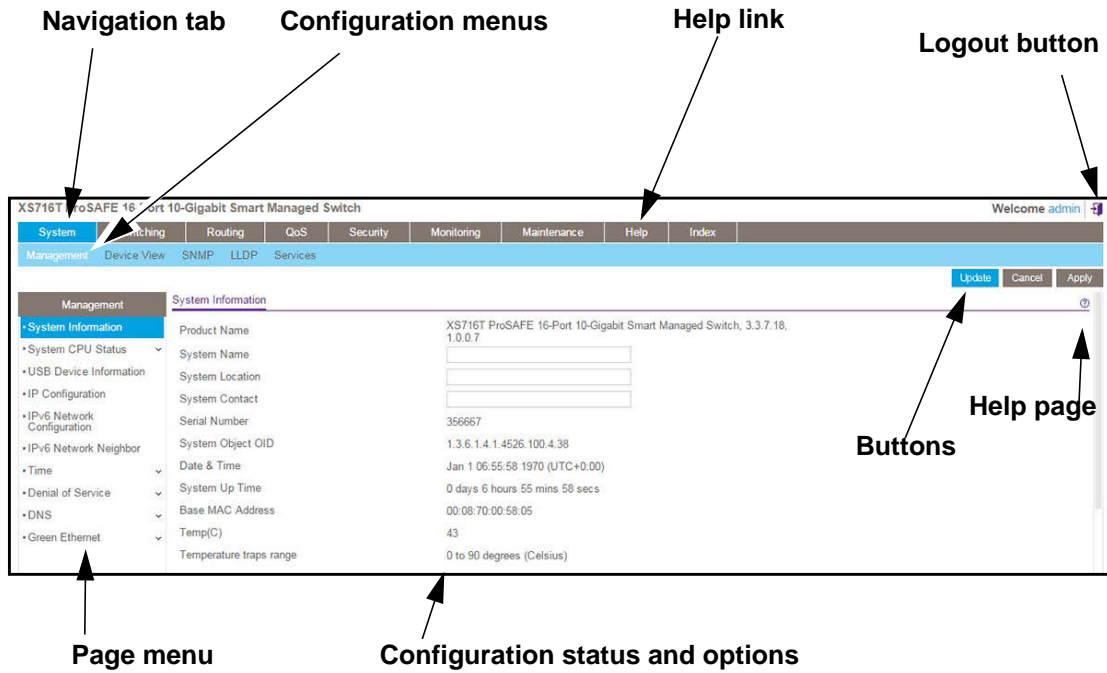 Navigation tab
Configuration menus
Help link
Logout button
XS716T ProSAFE 16-Port 10-Gigabit Smart Managed Switch
Welcome admin
System Switching Routing QoS Security Monitoring Maintenance Help Index
Management Device View SNMP LLDP Services
Update Cancel Apply
Management
System Information
•System Information
•System CPU Status
•USB Device Information
•IP Configuration
•IPv6 Network
Configuration
•IPv6 Network Neighbor
•Time
•Denial of Service
•DNS
•Green Ethernet
Product Name XS716T ProSAFE 16-Port 10-Gigabit Smart Managed Switch, 3.3.7.18,
1.0.0.7
System Name
System Location
System Contact
Serial Number 356667
System Object OID 1.3.6.1.4.1.4526.100.4.38
Date & Time Jan 1 06:55:58 1970 (UTC+0:00)
System Up Time 0 days 6 hours 55 mins 58 secs
Base MAC Address 00:08:70:00:58:05
Temp(C) 43
Temperature traps range 0 to 90 degrees (Celsius)
Help page
Buttons
Page menu
Configuration status and options